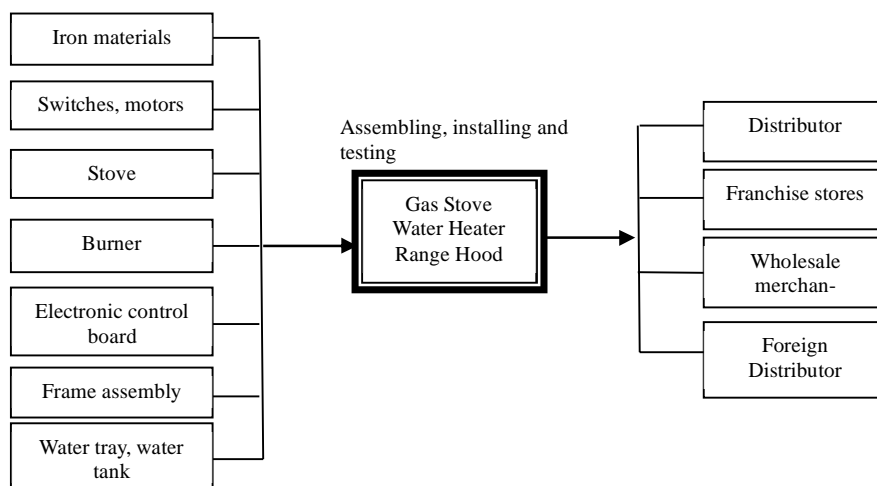 Iron materials
Switches, motors
Stove
Burner
Electronic control
board
Frame assembly
Water tray, water
tank
Assembling, installing and
testing
Gas Stove
Water Heater
Range Hood
Distributor
Franchise stores
Wholesale
merchan-
Foreign
Distributor